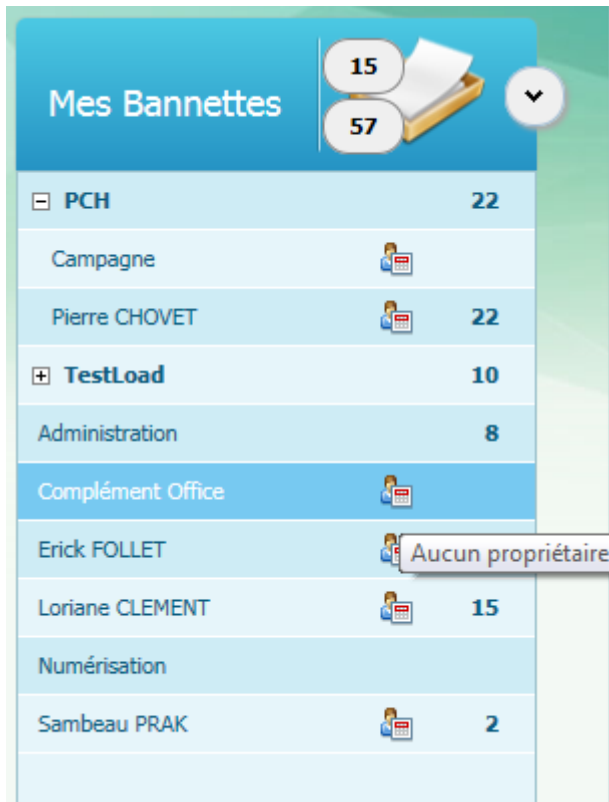 Mes Bannettes
15
57
PCH 22
Campagne
Pierre CHOVET 22
TestLoad 10
Administration 8
Complément Office
Erick FOLLET
Aucun propriétaire
Loriane CLEMENT 15
Numérisation
Sambeau PRAK 2